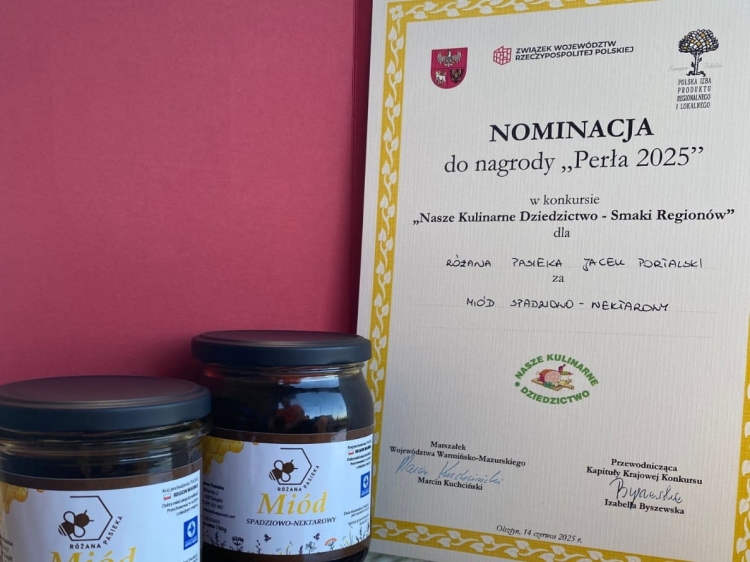 ZWIĄZEK WOJEWÓDZTW
RZECZYPOSPOLITEJ POLSKIEJ
POLSKA IZBA
PRODUKTU
REGIONALNEGO
I LOKALNEGO
NOMINACJA
do nagrody „Perła 2025”
w konkursie
„Nasze Kulinarne Dziedzictwo - Smaki Regionów”
dla
RÓŻANA PASIEKA JACEK PORTALSKI
za
MIÓD SPADZIOWO - NEKTAROWY
NASZE KULINARNE
DZIEDZICTWO
Marszałek
Województwa Warmińsko-Mazurskiego
Marcin Kuchciński
Przewodnicząca
Kapituły Krajowej Konkursu
Izabella Byszewska
Olsztyn, 14 czerwca 2025 r.
RÓŻANA PASIEKA
Miód
SPADZIOWO-NEKTAROWY
RÓŻANA PASIEKA
Miód